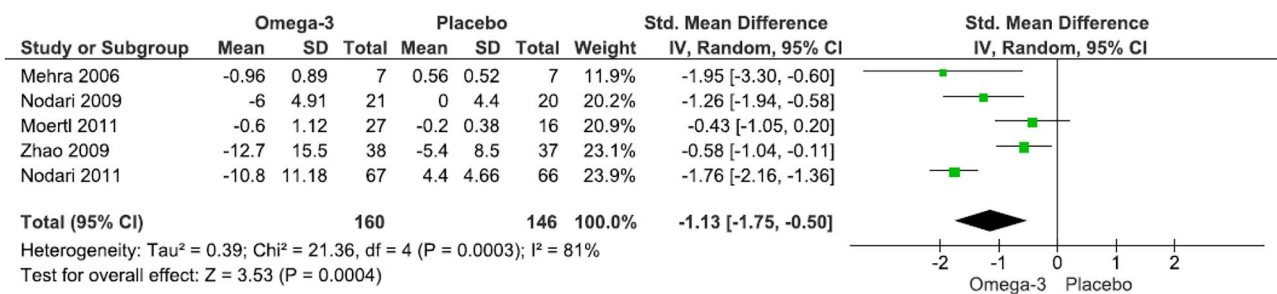 Omega-3 Placebo Std. Mean Difference Std. Mean Difference
Study or Subgroup Mean SD Total Mean SD Total Weight IV, Random, 95% CI IV, Random, 95% CI
Mehra 2006 -0.96 0.89 7 0.56 0.52 7 11.9% -1.95 [-3.30, -0.60]
Nodari 2009 -6 4.91 21 0 4.4 20 20.2% -1.26 [-1.94, -0.58]
Moertl 2011 -0.6 1.12 27 -0.2 0.38 16 20.9% -0.43 [-1.05, 0.20]
Zhao 2009 -12.7 15.5 38 -5.4 8.5 37 23.1% -0.58 [-1.04, -0.11]
Nodari 2011 -10.8 11.18 67 4.4 4.66 66 23.9% -1.76 [-2.16, -1.36]
Total (95% CI) 160 146 100.0% -1.13 [-1.75, -0.50]
Heterogeneity: Tau² = 0.39; Chi² = 21.36, df = 4 (P = 0.0003); I² = 81%
Test for overall effect: Z = 3.53 (P = 0.0004)
-2 -1 0 1 2
Omega-3 Placebo